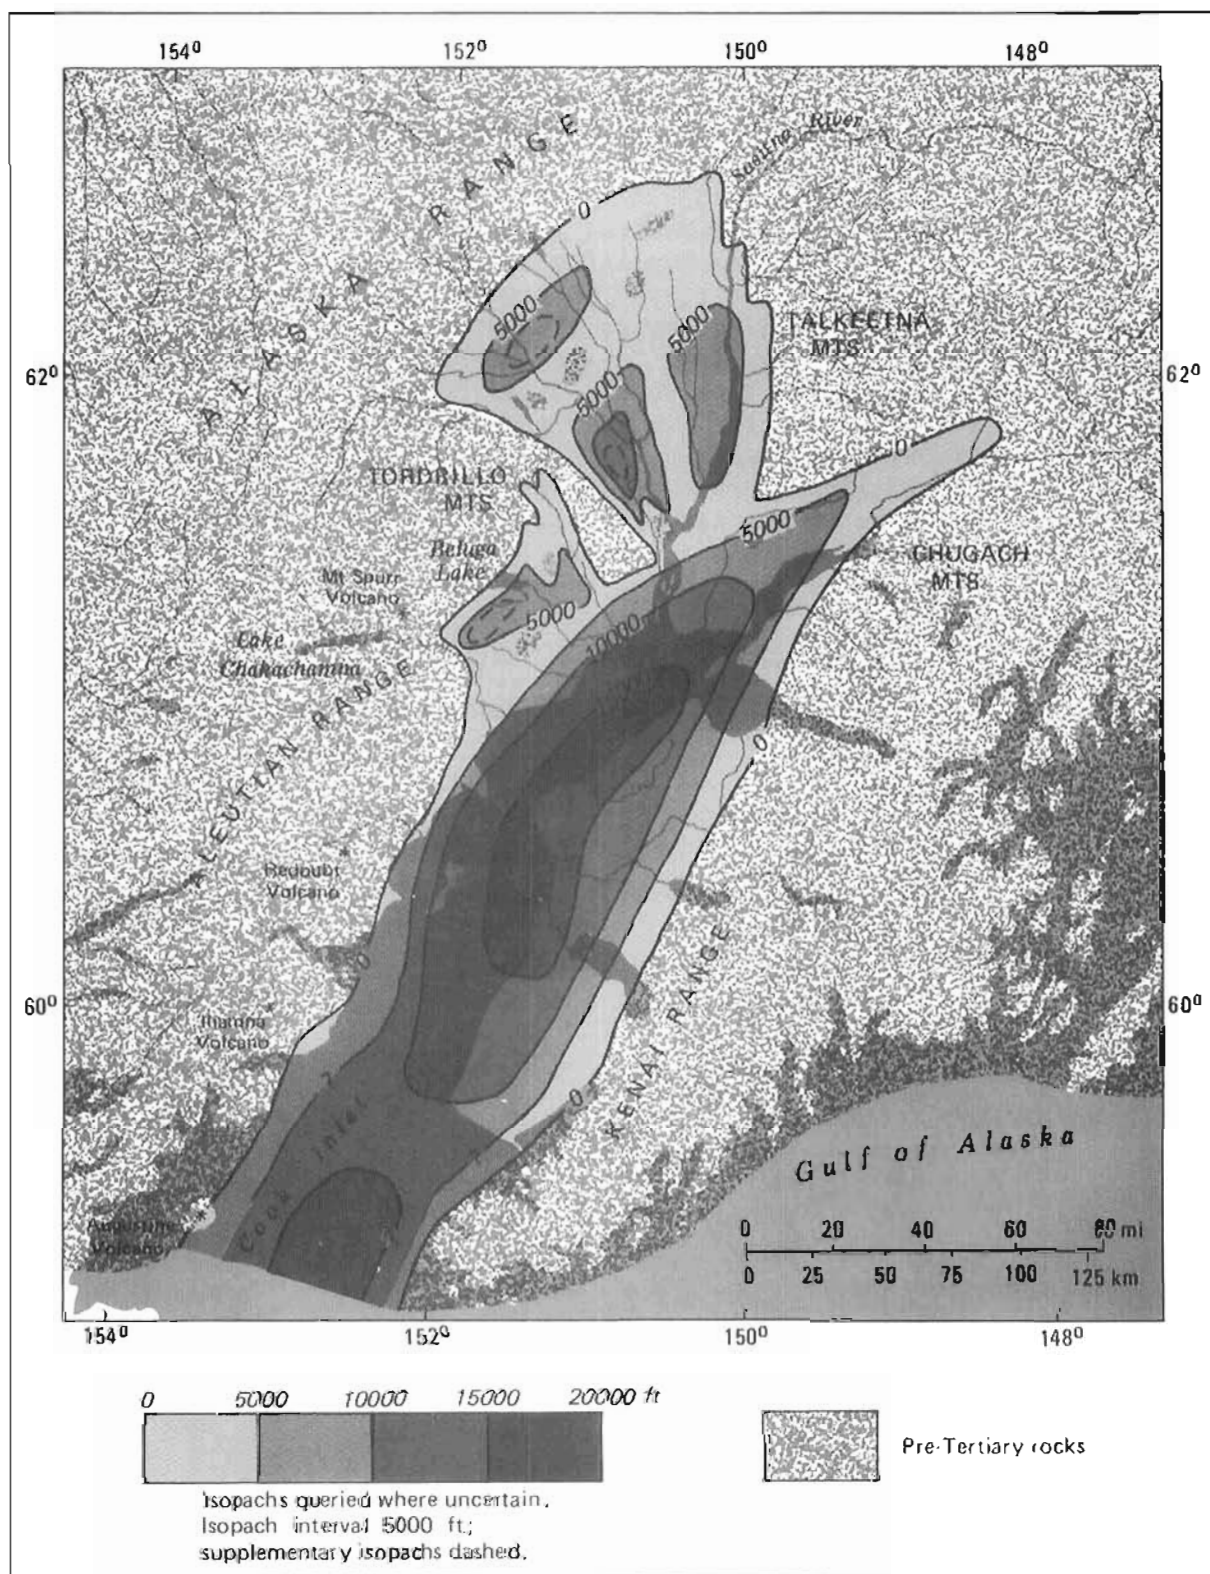 154° 152° 150° 148°
Susitna River
ALASKA RANGE
0
5000
5000
TALKEETNA
MTS
62° 62°
5000
0
TORDRILLO
MTS
5000
Beluga
Lake
CHUGACH
MTS
Mt Spurr
Volcano
5000
10000
Lake
Chakachamna
0
ALEUTIAN RANGE
Redoubt
Volcano
0
KENAI RANGE
60° 60°
Iliamna
Volcano
?
0
Cook Inlet
?
Gulf of Alaska
Augustine
Volcano
0 20 40 60 80 mi
0 25 50 75 100 125 km
154° 152° 150° 148°
0 5000 10000 15000 20000 ft
Pre-Tertiary rocks
Isopachs queried where uncertain.
Isopach interval 5000 ft.;
supplementary isopachs dashed.